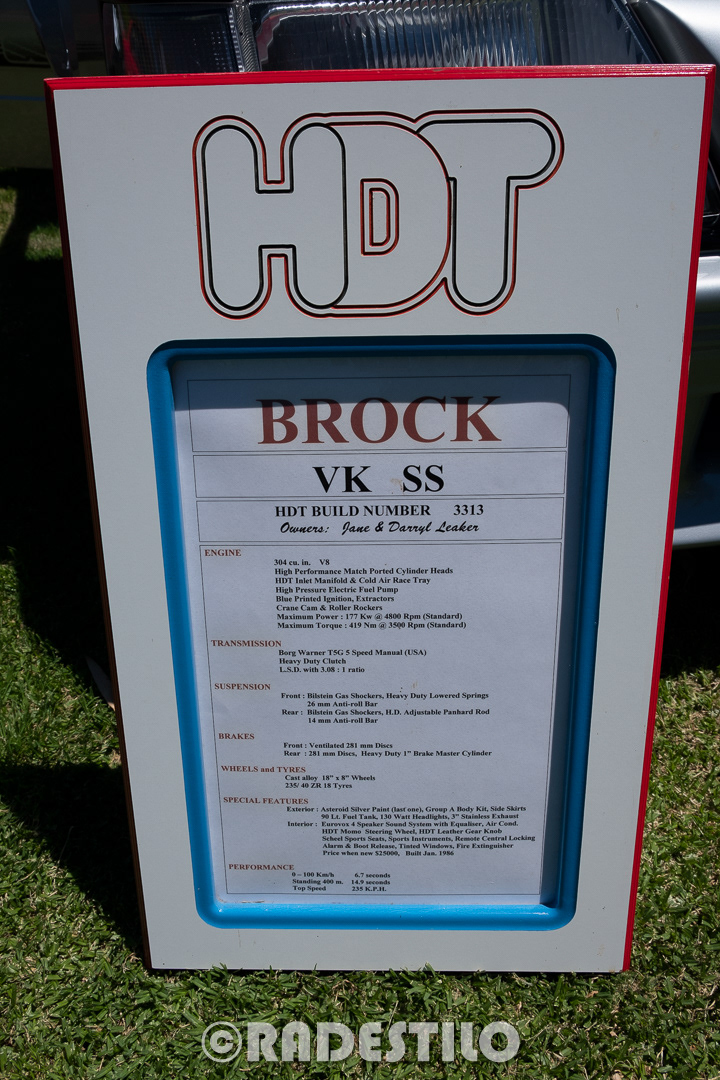 HDT
BROCK
VK SS
HDT BUILD NUMBER 3313
Owners: Jane & Darryl Leaker
ENGINE
304 cu. in. V8
High Performance Match Ported Cylinder Heads
HDT Inlet Manifold & Cold Air Race Tray
High Pressure Electric Fuel Pump
Blue Printed Ignition, Extractors
Crane Cam & Roller Rockers
Maximum Power : 177 Kw @ 4800 Rpm (Standard)
Maximum Torque : 419 Nm @ 3500 Rpm (Standard)
TRANSMISSION
Borg Warner T5G 5 Speed Manual (USA)
Heavy Duty Clutch
L.S.D. with 3.08 : 1 ratio
SUSPENSION
Front : Bilstein Gas Shockers, Heavy Duty Lowered Springs
26 mm Anti-roll Bar
Rear : Bilstein Gas Shockers, H.D. Adjustable Panhard Rod
14 mm Anti-roll Bar
BRAKES
Front : Ventilated 281 mm Discs
Rear : 281 mm Discs, Heavy Duty 1" Brake Master Cylinder
WHEELS and TYRES
Cast alloy 18" x 8" Wheels
235/ 40 ZR 18 Tyres
SPECIAL FEATURES
Exterior : Asteroid Silver Paint (last one), Group A Body Kit, Side Skirts
90 Lt. Fuel Tank, 130 Watt Headlights, 3" Stainless Exhaust
Interior : Eurovox 4 Speaker Sound System with Equaliser, Air Cond.
HDT Momo Steering Wheel, HDT Leather Gear Knob
Scheel Sport Seats, Sports Instruments, Remote Central Locking
Alarm & Boot Release, Tinted Windows, Fire Extinguisher
Price when new $25000, Built Jan. 1986
PERFORMANCE
0 – 100 Km/h 6.7 seconds
Standing 400 m. 14.9 seconds
Top Speed 235 K.P.H.
©RADESTILO